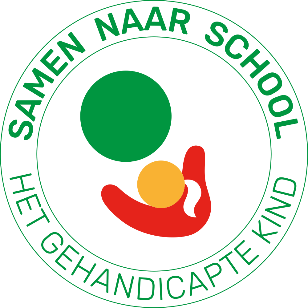 SAMEN NAAR SCHOOL
HET GEHANDICAPTE KIND